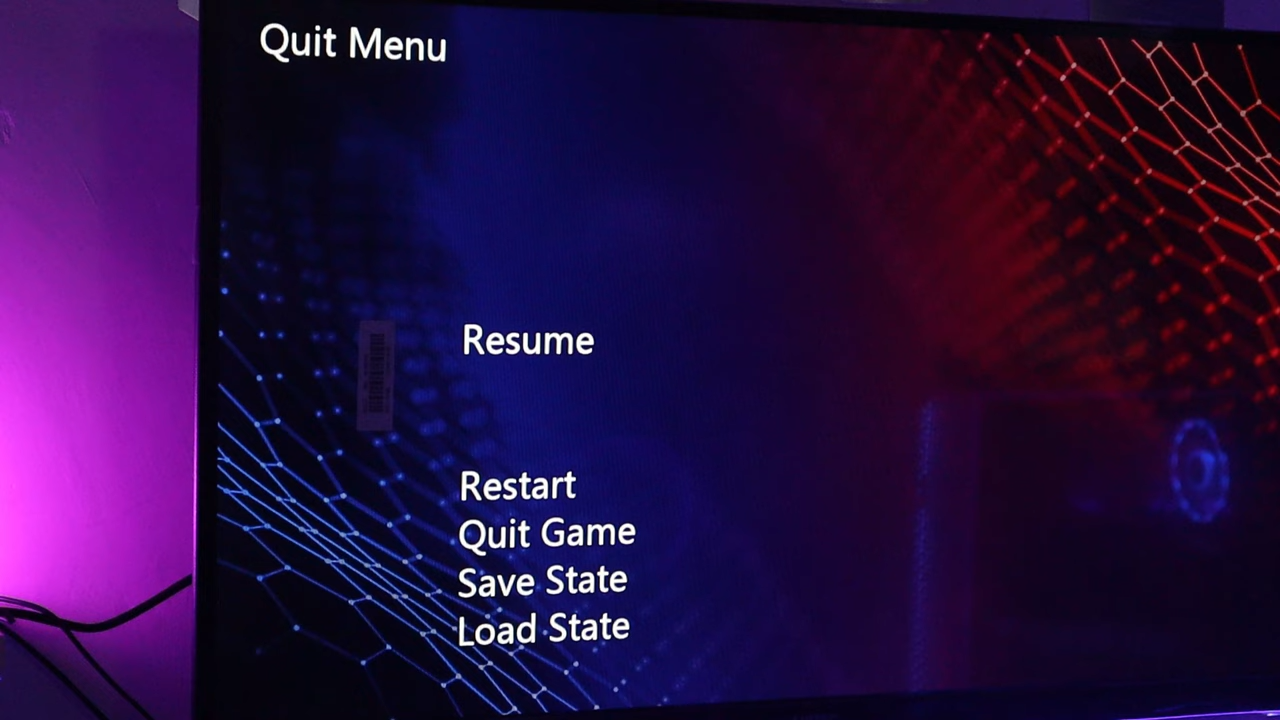 Quit Menu
Resume
Restart
Quit Game
Save State
Load State